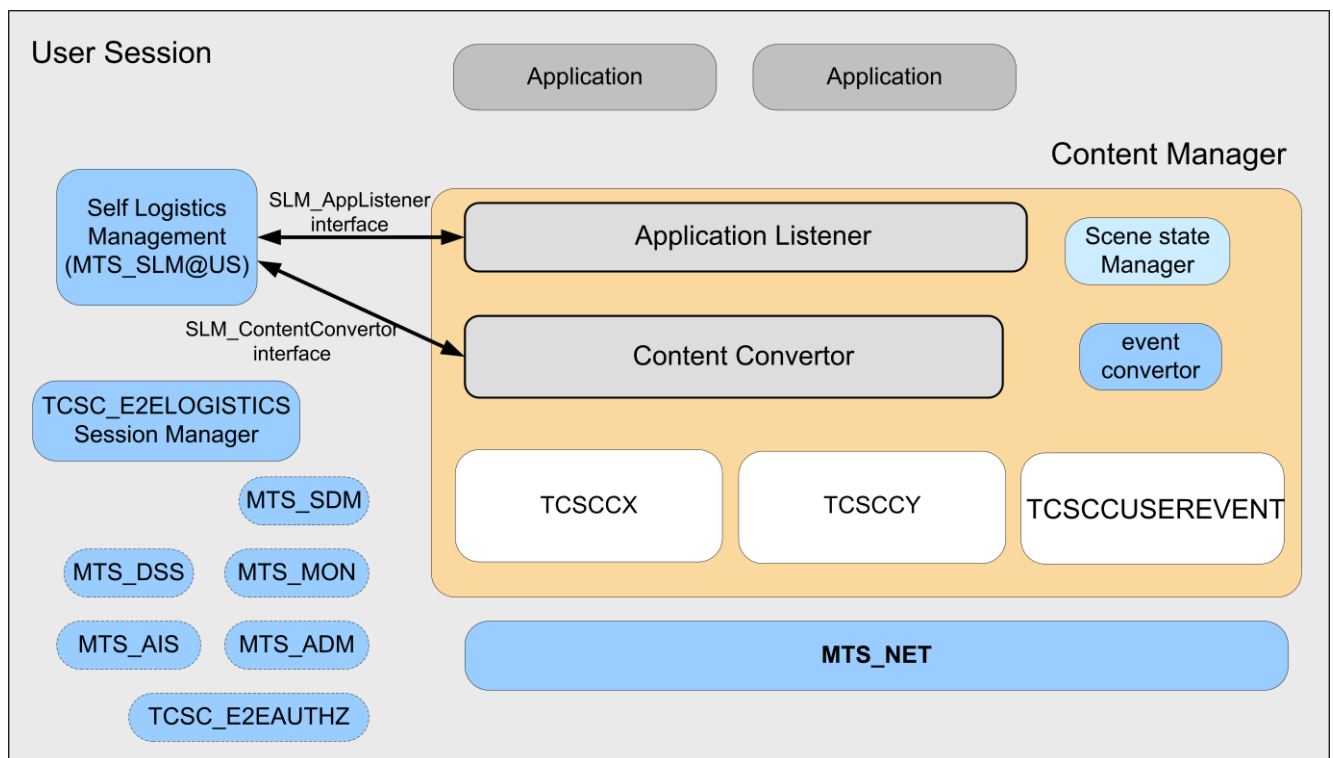 User Session
Application
Application
Content Manager
Self Logistics
Management
(MTS_SLM@US)
SLM_AppListener
interface
Application Listener
Scene state
Manager
SLM_ContentConvertor
interface
Content Convertor
event
convertor
TCSC_E2ELOGISTICS
Session Manager
MTS_SDM
MTS_DSS
MTS_MON
MTS_AIS
MTS_ADM
TCSC_E2EAUTHZ
TCSCCX
TCSCCY
TCSCCUSEREVENT
MTS_NET